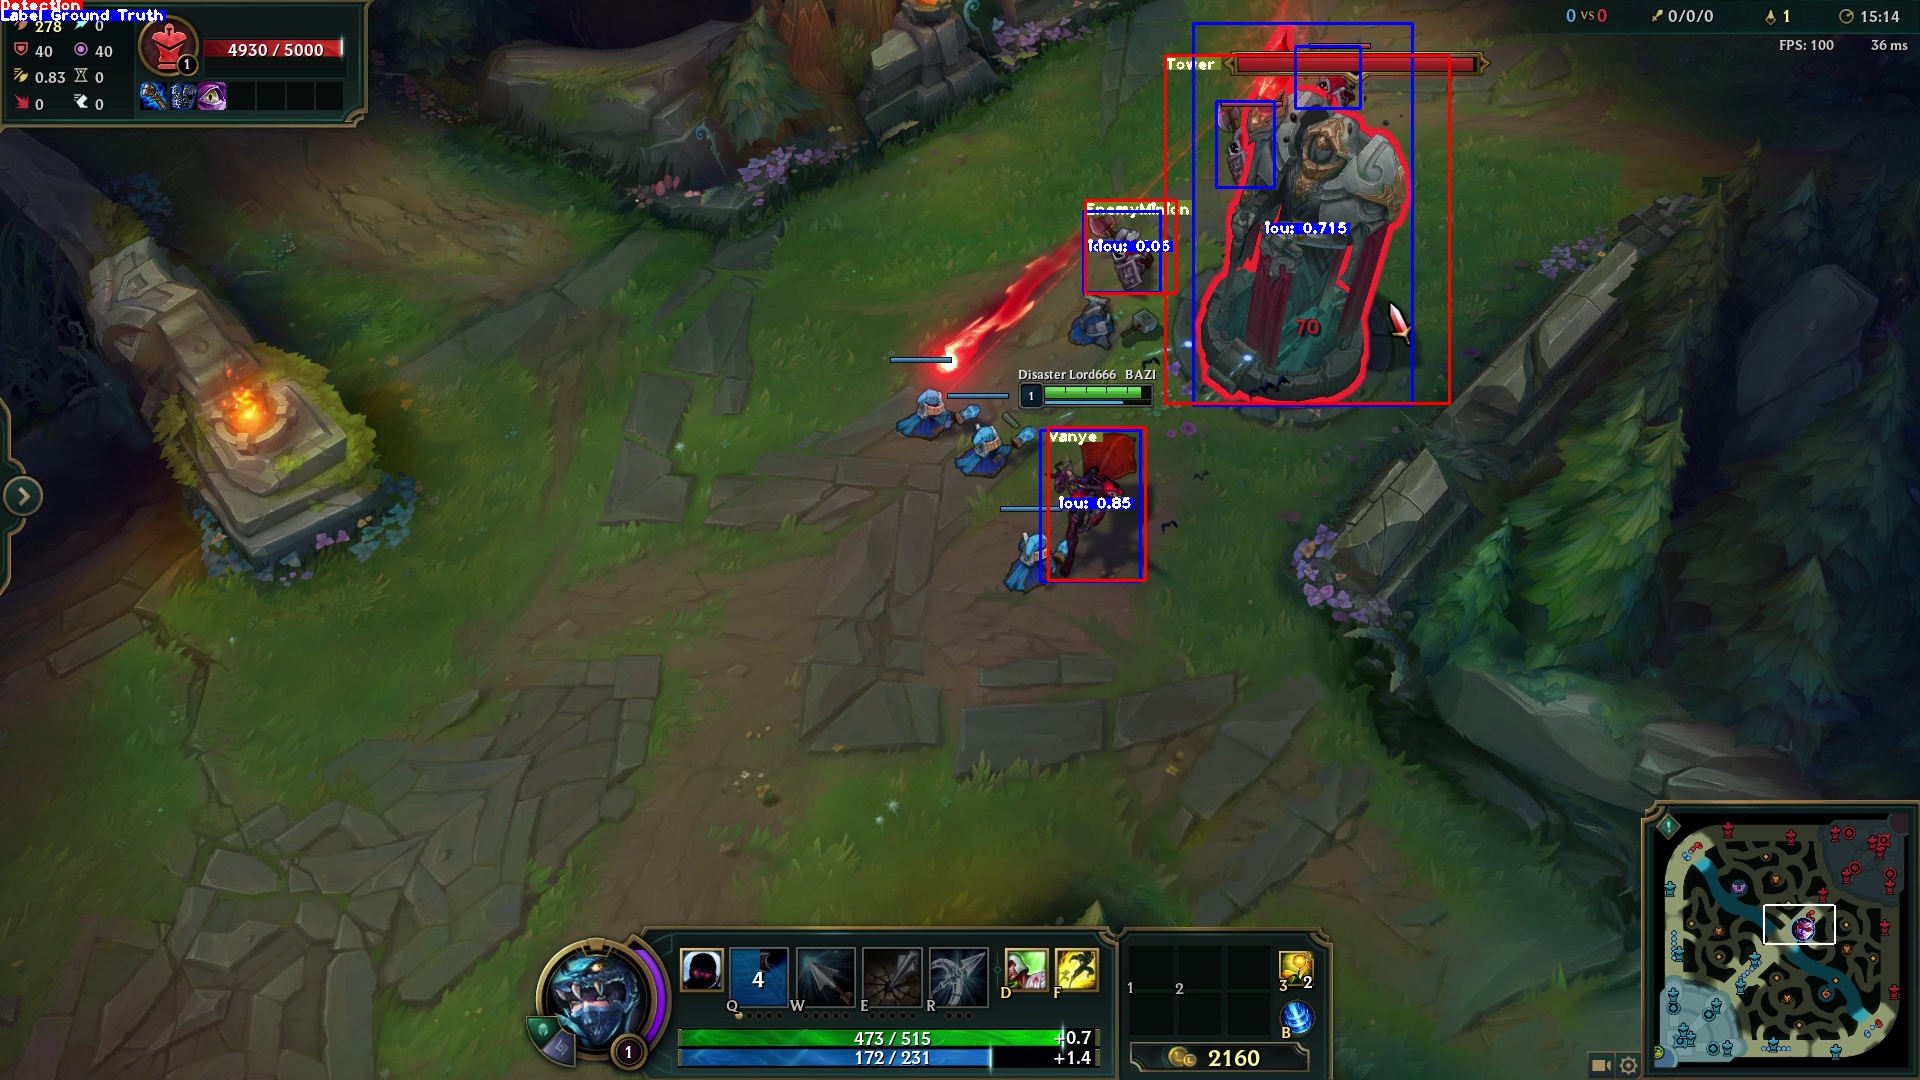 Detection
Label Ground Truth
278 0
40 40
0.83 0
0 0
1
4930 / 5000
0 VS 0
0/0/0
1
15:14
FPS: 100
36 ms
Tower
EnemyMinion
Iou: 0.715
70
Disaster Lord666 BAZI
1
Vanye
Iou: 0.85
4
Q
W
E
R
D
F
1
2
3
2
B
1
473 / 515
+0.7
172 / 231
+1.4
2160